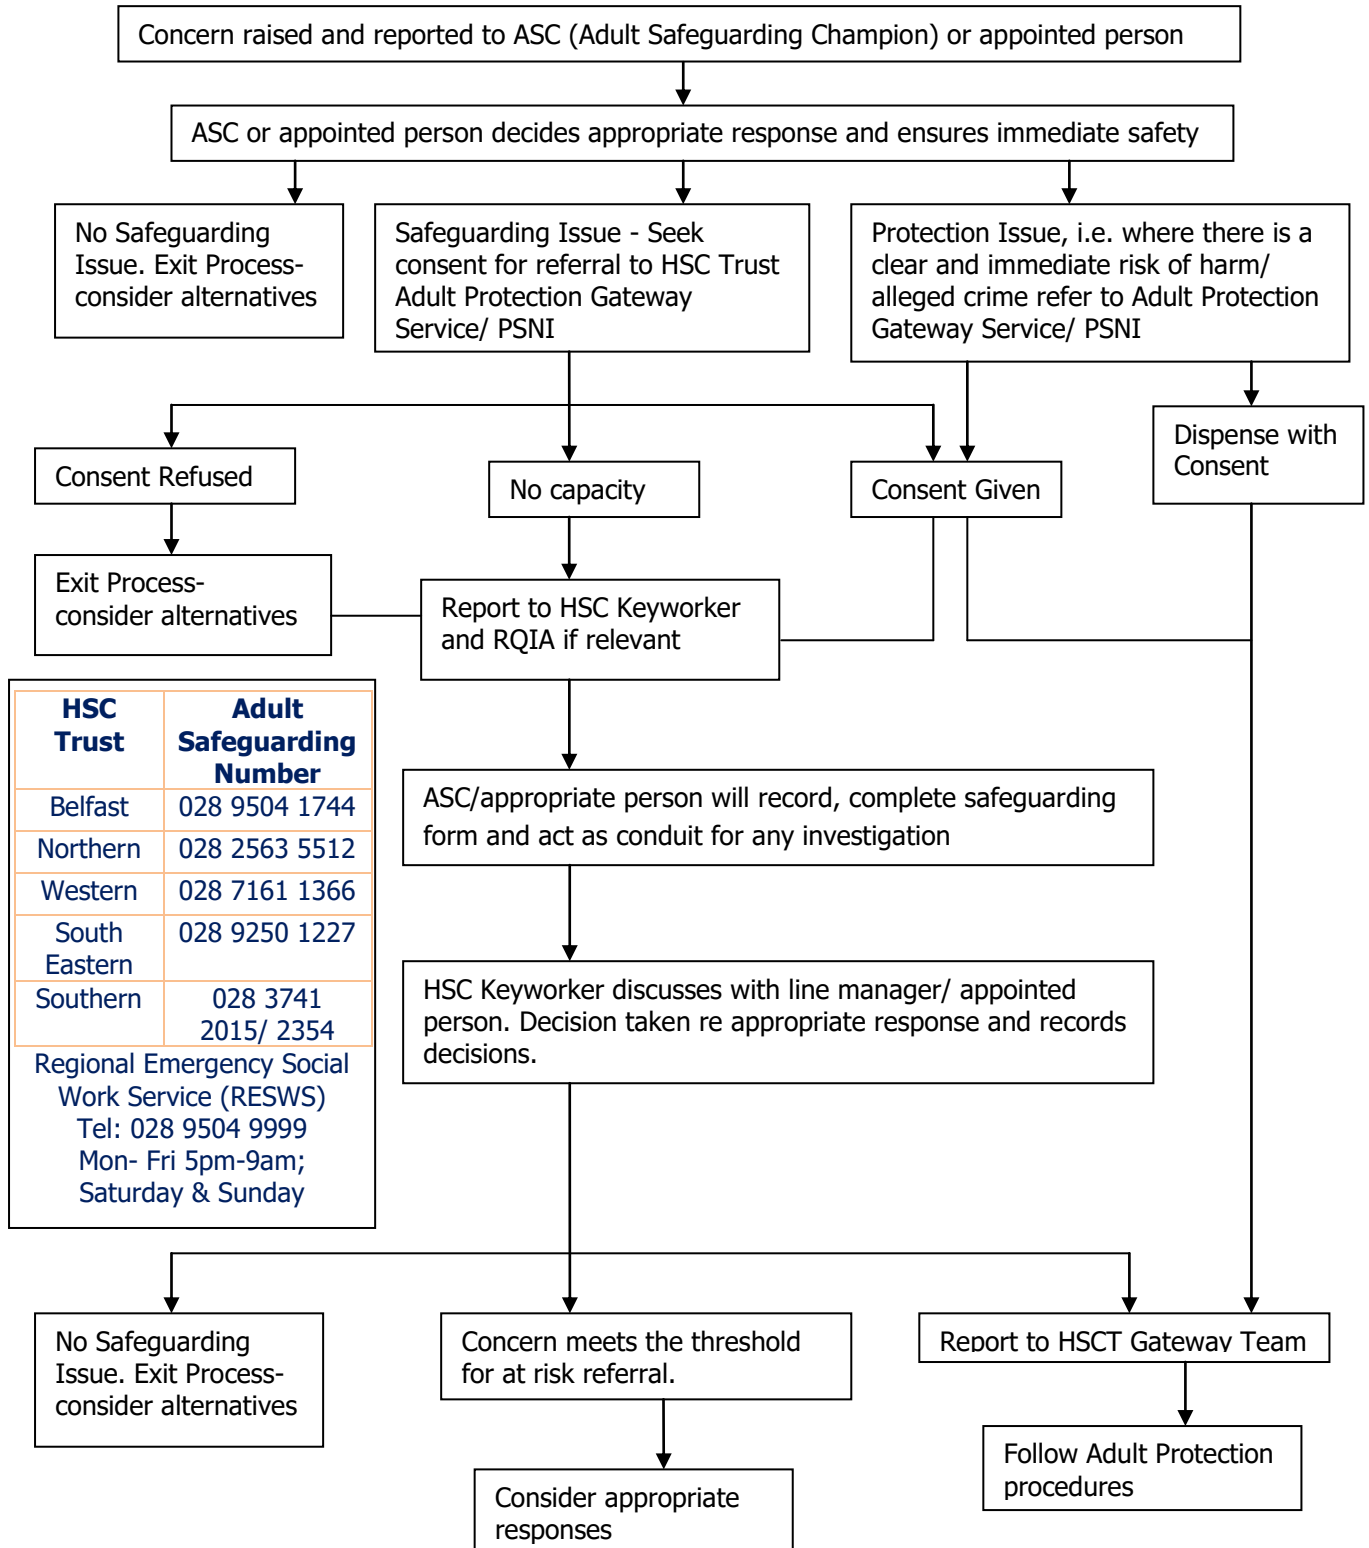 Concern raised and reported to ASC (Adult Safeguarding Champion) or appointed person
ASC or appointed person decides appropriate response and ensures immediate safety
No Safeguarding
Issue. Exit Process-
consider alternatives
Safeguarding Issue - Seek
consent for referral to HSC Trust
Adult Protection Gateway
Service/ PSNI
Protection Issue, i.e. where there is a
clear and immediate risk of harm/
alleged crime refer to Adult Protection
Gateway Service/ PSNI
Dispense with
Consent
Consent Refused
No capacity
Consent Given
Exit Process-
consider alternatives
Report to HSC Keyworker
and RQIA if relevant
HSC
Trust
Adult
Safeguarding
Number
Belfast
028 9504 1744
Northern
028 2563 5512
Western
028 7161 1366
South
Eastern
028 9250 1227
Southern
028 3741
2015/ 2354
Regional Emergency Social
Work Service (RESWS)
Tel: 028 9504 9999
Mon- Fri 5pm-9am;
Saturday & Sunday
ASC/appropriate person will record, complete safeguarding
form and act as conduit for any investigation
HSC Keyworker discusses with line manager/ appointed
person. Decision taken re appropriate response and records
decisions.
No Safeguarding
Issue. Exit Process-
consider alternatives
Concern meets the threshold
for at risk referral.
Report to HSCT Gateway Team
Consider appropriate
responses
Follow Adult Protection
procedures